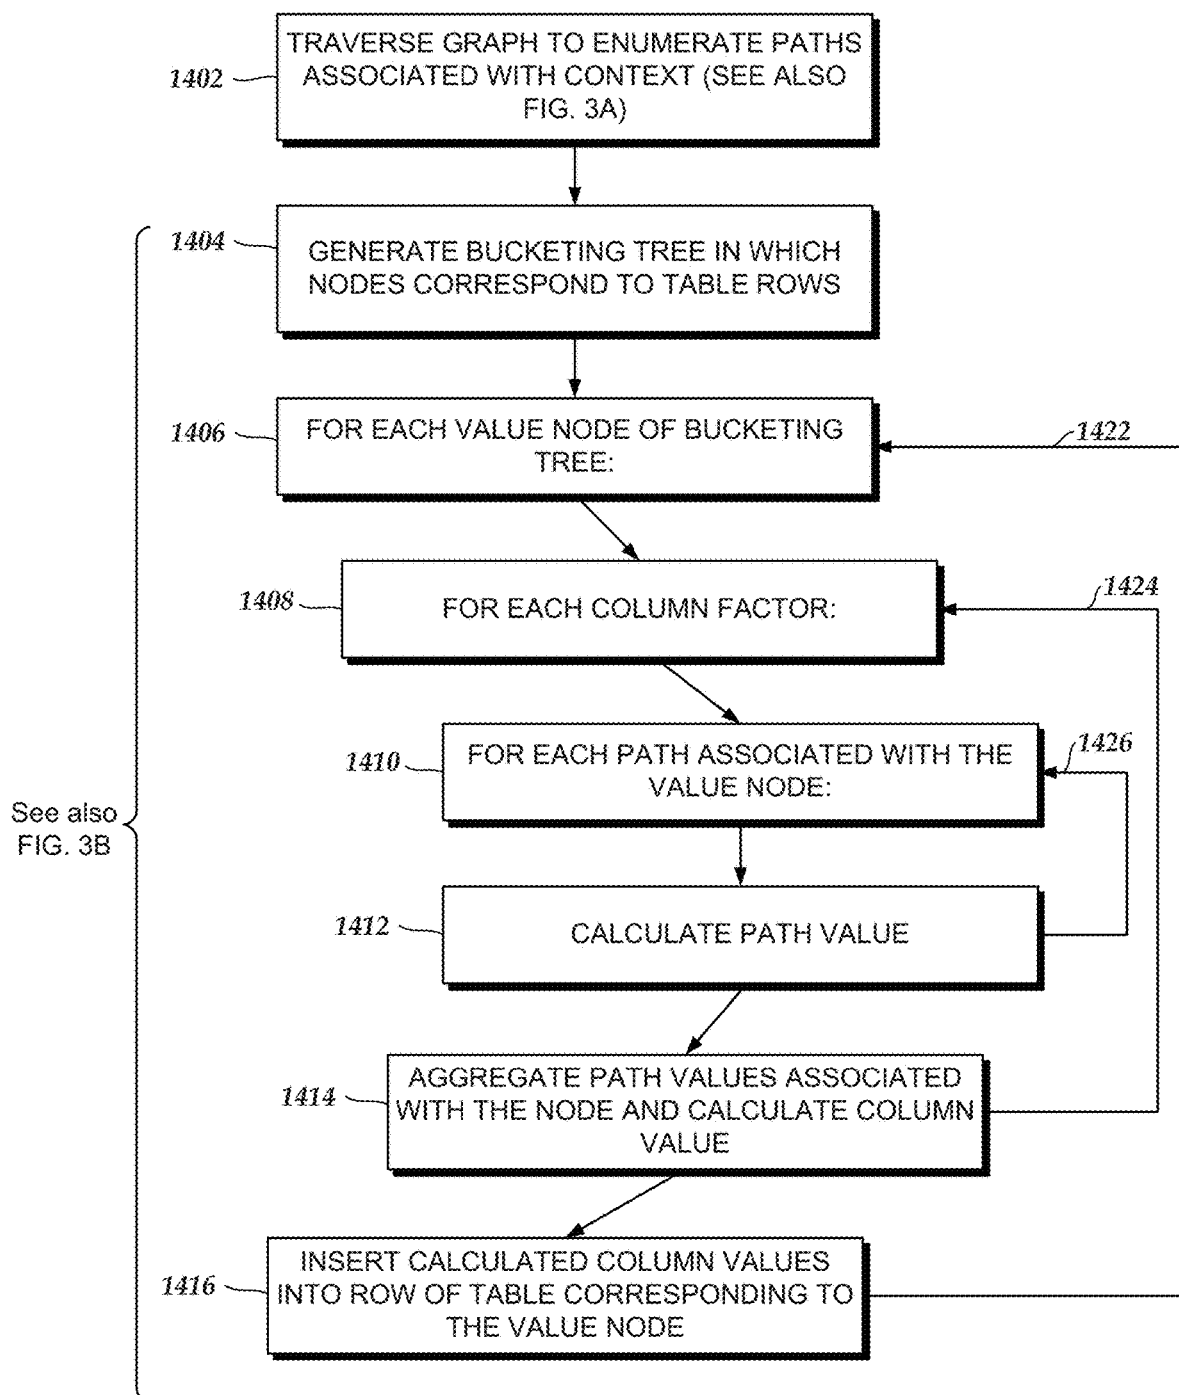 TRAVERSE GRAPH TO ENUMERATE PATHS
ASSOCIATED WITH CONTEXT (SEE ALSO
FIG. 3A)
1402
1404
GENERATE BUCKETING TREE IN WHICH
NODES CORRESPOND TO TABLE ROWS
1406
FOR EACH VALUE NODE OF BUCKETING
TREE:
1422
1408
FOR EACH COLUMN FACTOR:
1424
1410
FOR EACH PATH ASSOCIATED WITH THE
VALUE NODE:
1426
See also
FIG. 3B
1412
CALCULATE PATH VALUE
1414
AGGREGATE PATH VALUES ASSOCIATED
WITH THE NODE AND CALCULATE COLUMN
VALUE
1416
INSERT CALCULATED COLUMN VALUES
INTO ROW OF TABLE CORRESPONDING TO
THE VALUE NODE